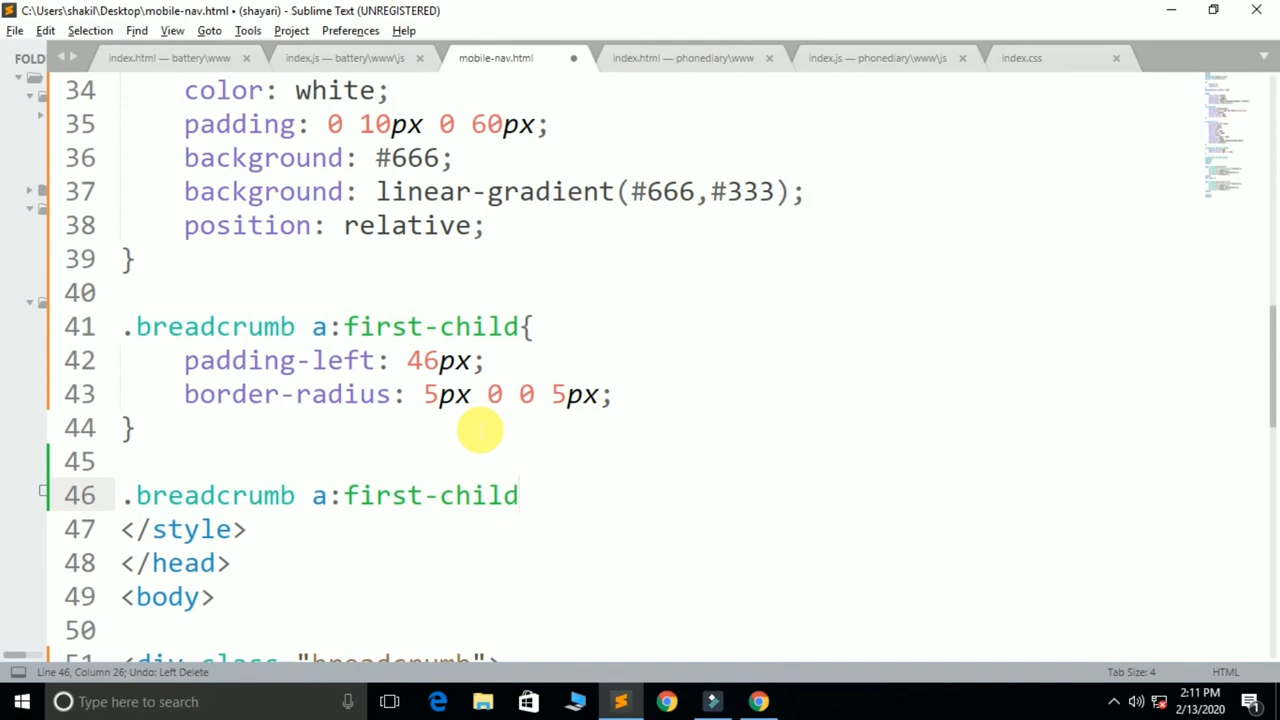 C:\Users\shakil\Desktop\mobile-nav.html • (shayari) - Sublime Text (UNREGISTERED)
File Edit Selection Find View Goto Tools Project Preferences Help
FOLD
index.html — battery\www
index.js — battery\www\js
mobile-nav.html
index.html — phonediary\www
index.js — phonediary\www\js
index.css
34 color: white;
35 padding: 0 10px 0 60px;
36 background: #666;
37 background: linear-gradient(#666,#333);
38 position: relative;
39 }
40
41 .breadcrumb a:first-child{
42 padding-left: 46px;
43 border-radius: 5px 0 0 5px;
44 }
45
46 .breadcrumb a:first-child
47 </style>
48 </head>
49 <body>
50
51 <div class "breadcrumb">
Line 46, Column 26; Undo: Left Delete
Tab Size: 4
HTML
Type here to search
2:11 PM
2/13/2020
1